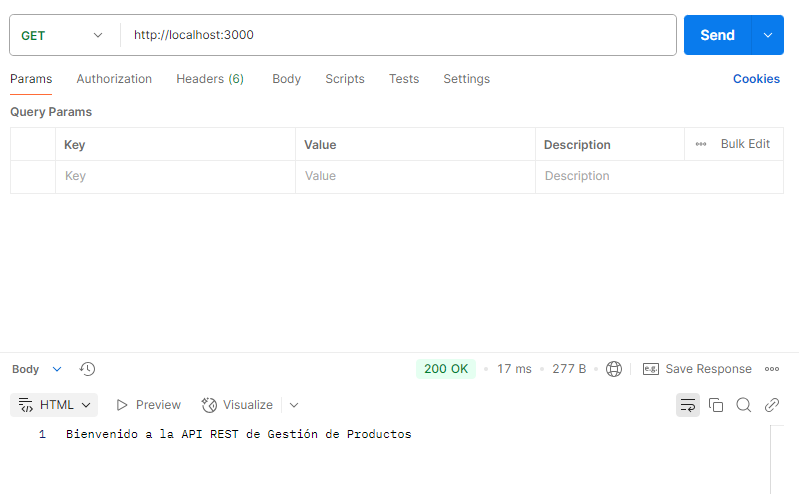 GET http://localhost:3000 Send
Params Authorization Headers (6) Body Scripts Tests Settings Cookies
Query Params
Key Value Description Bulk Edit
Key Value Description
Body 200 OK 17 ms 277 B e.g. Save Response
HTML Preview Visualize
1 Bienvenido a la API REST de Gestión de Productos